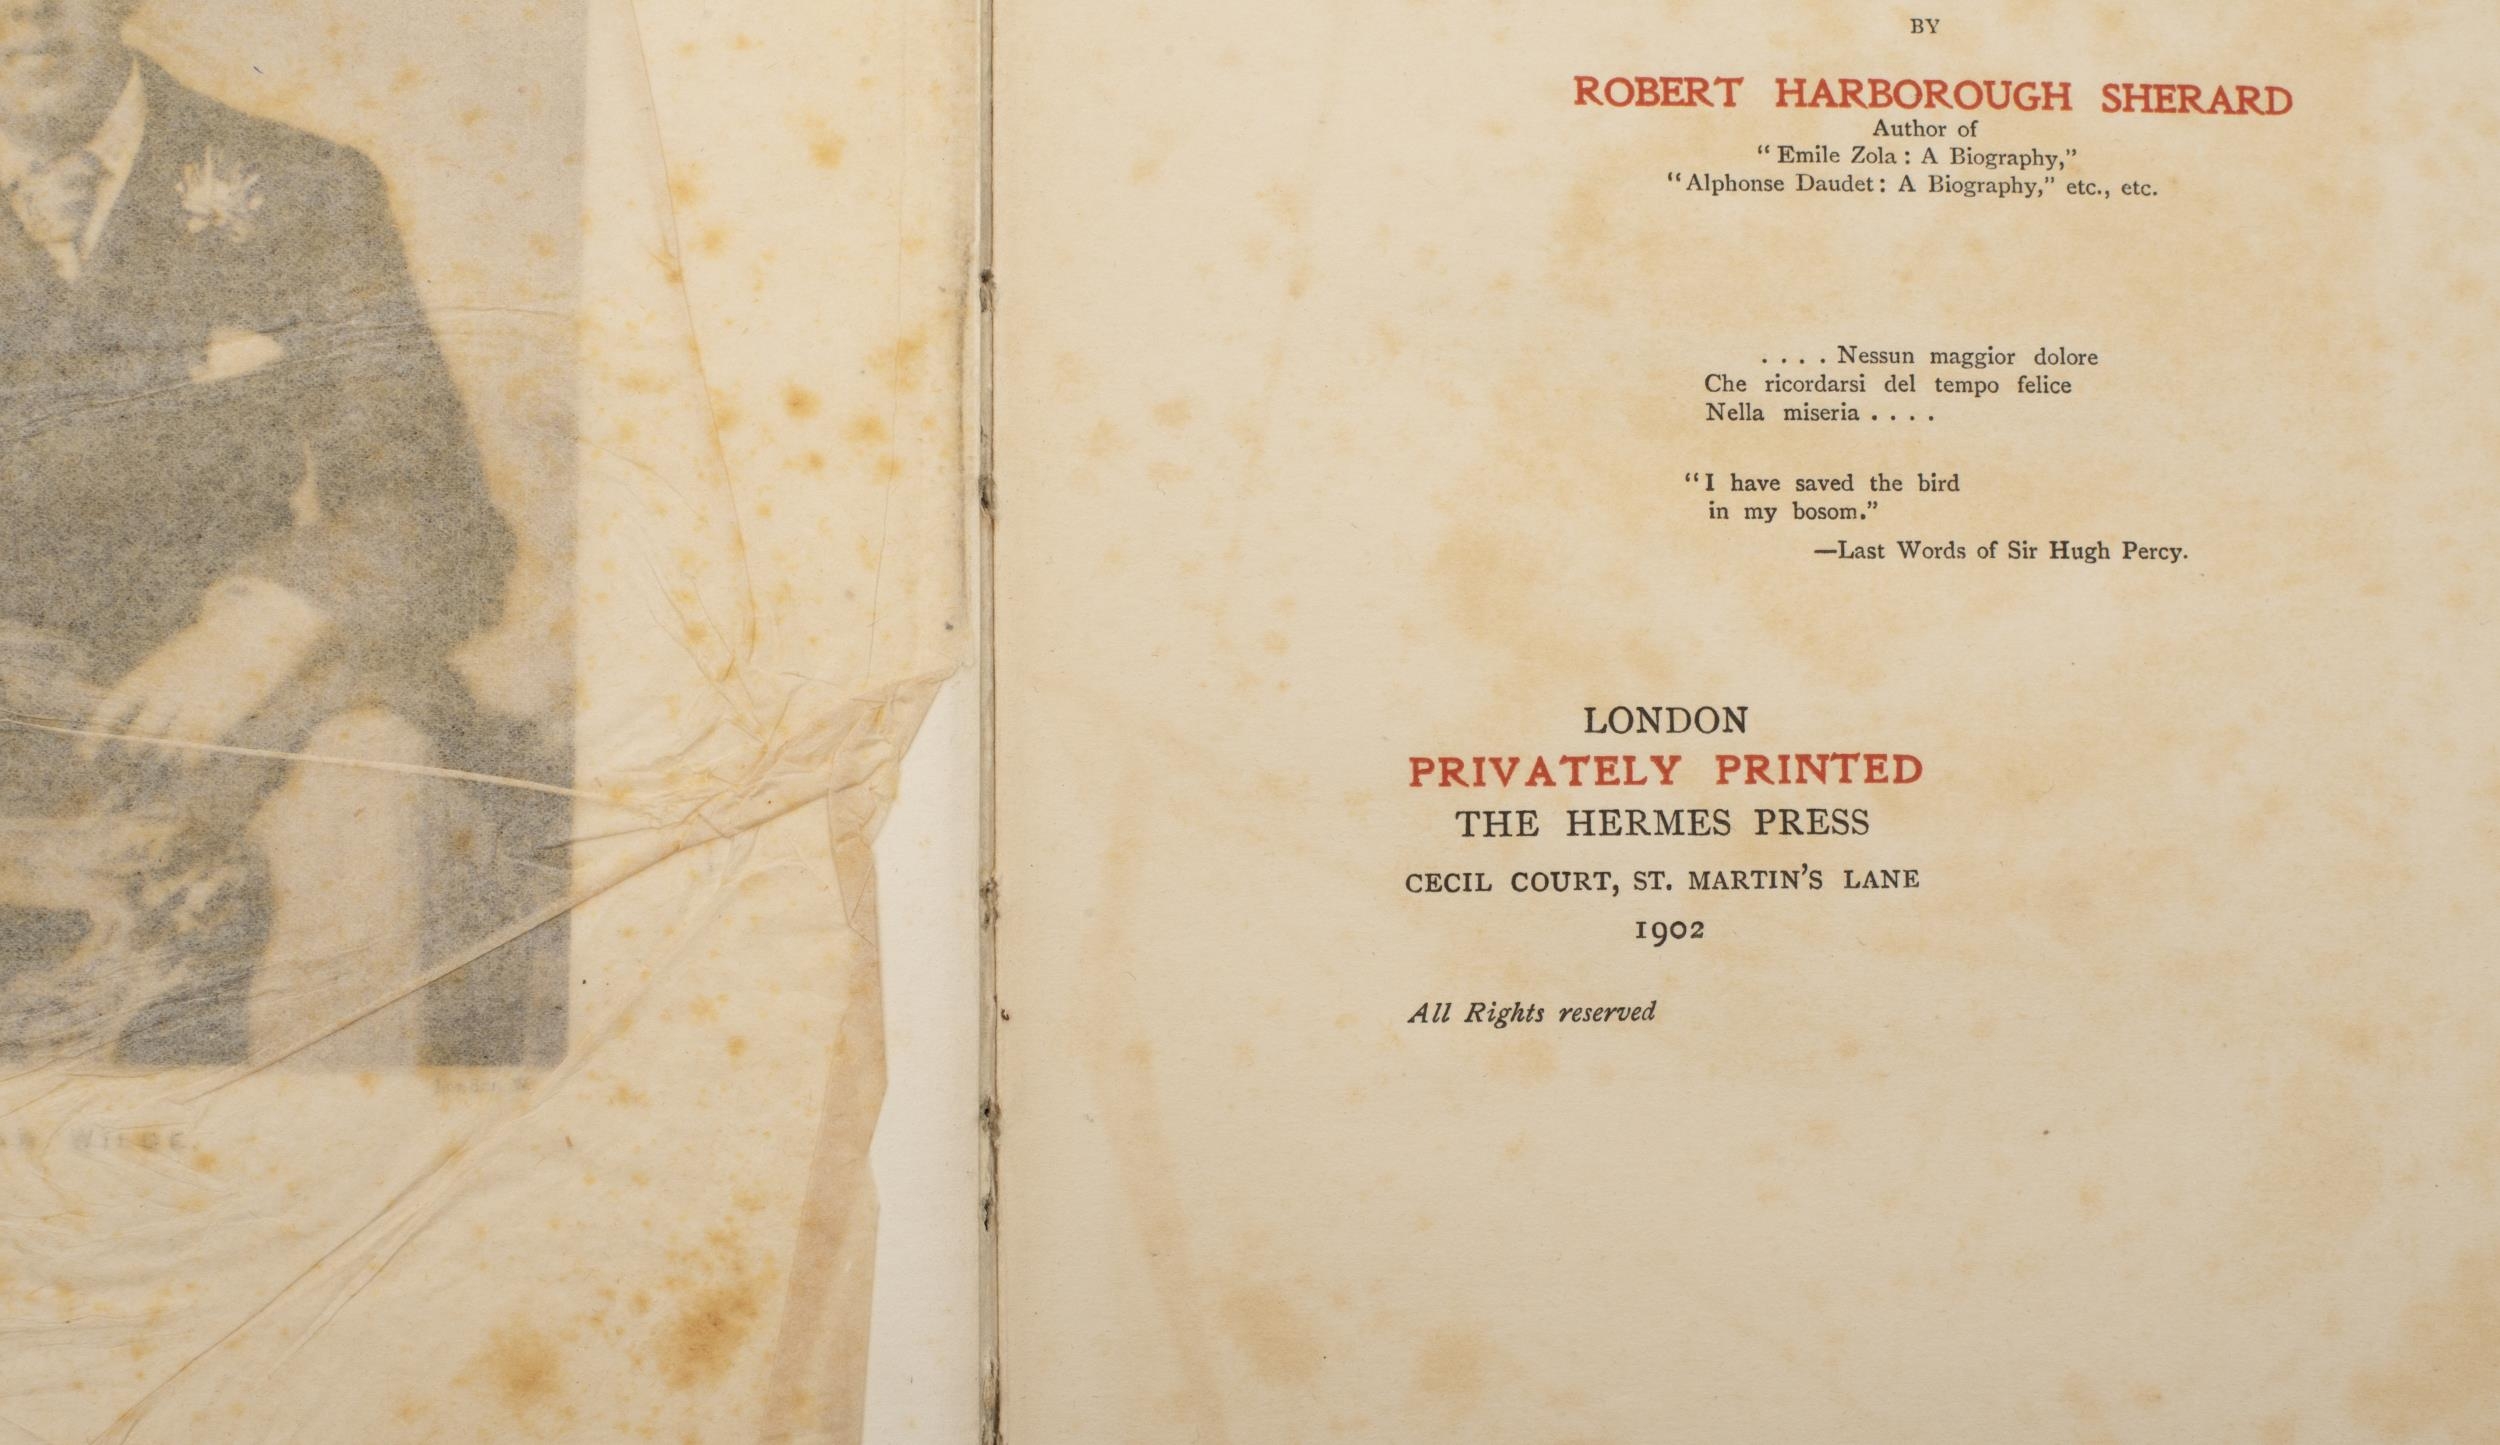 London W
WILDE.
BY
ROBERT HARBOROUGH SHERARD
Author of
“Emile Zola: A Biography,”
“Alphonse Daudet: A Biography,” etc., etc.
. . . . Nessun maggior dolore
Che ricordarsi del tempo felice
Nella miseria . . . .
“I have saved the bird
in my bosom.”
—Last Words of Sir Hugh Percy.
LONDON
PRIVATELY PRINTED
THE HERMES PRESS
CECIL COURT, ST. MARTIN’S LANE
1902
All Rights reserved